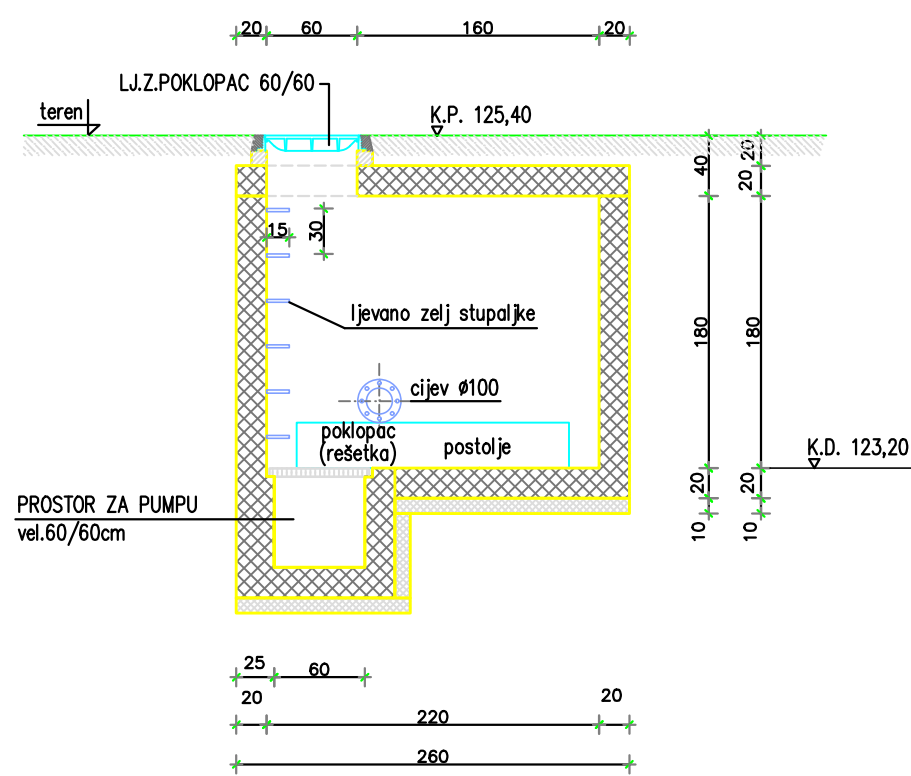 20 60 160 20
LJ.Z.POKLOPAC 60/60
teren
K.P. 125,40
40
20
20
15
30
ljevano zelj stupaljke
180
180
cijev Ø100
poklopac
(rešetka)
postolje
K.D. 123,20
20
20
PROSTOR ZA PUMPU
vel.60/60cm
10
10
25
60
20
20
220
260